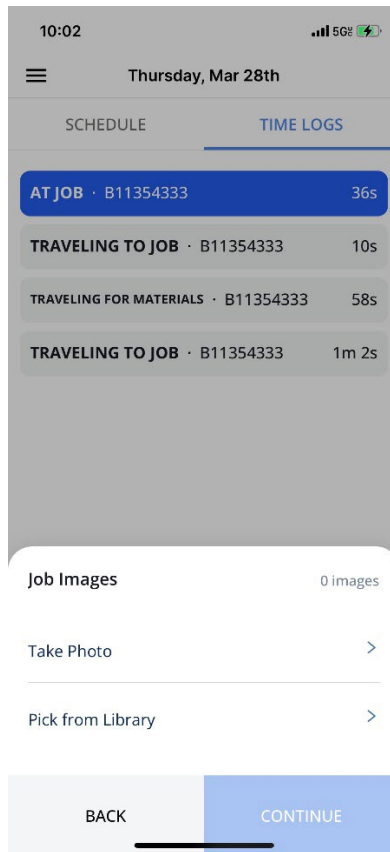 10:02 5GE
Thursday, Mar 28th
SCHEDULE TIME LOGS
AT JOB · B11354333 36s
TRAVELING TO JOB · B11354333 10s
TRAVELING FOR MATERIALS · B11354333 58s
TRAVELING TO JOB · B11354333 1m 2s
Job Images 0 images
Take Photo
Pick from Library
BACK CONTINUE